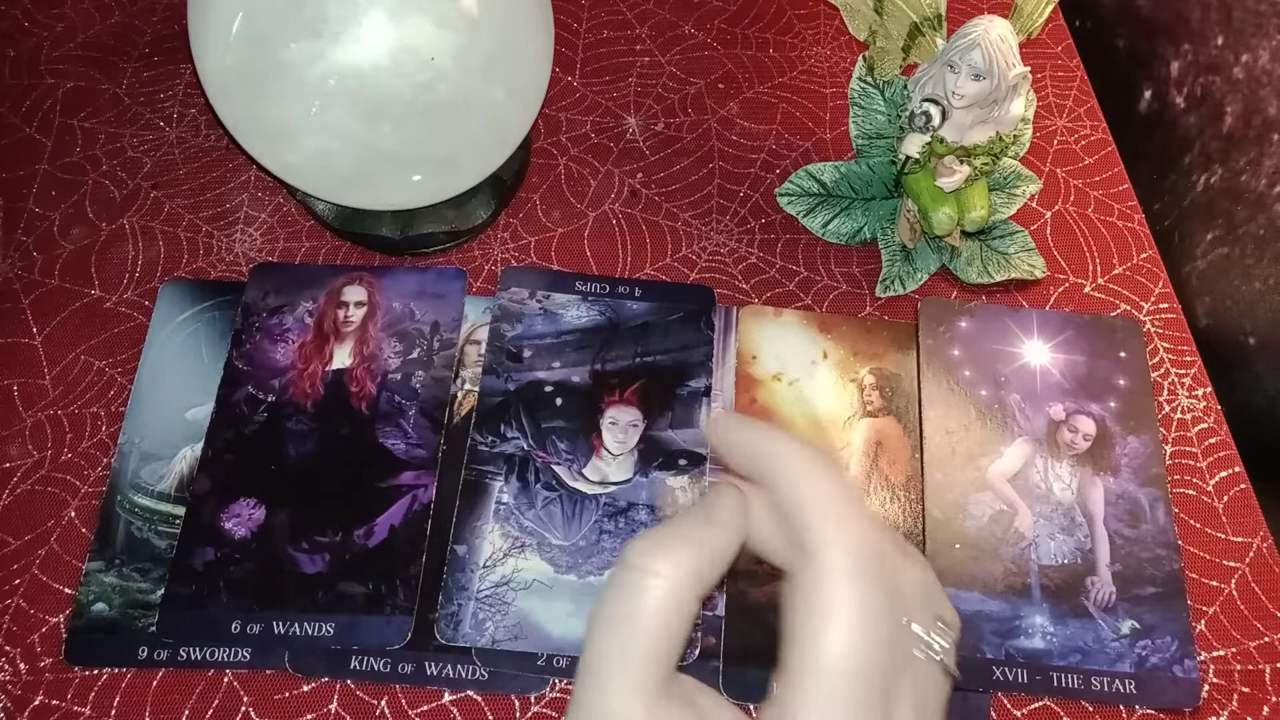 4 OF CUPS
6 OF WANDS
9 OF SWORDS
KING OF WANDS
2 OF
XVII - THE STAR